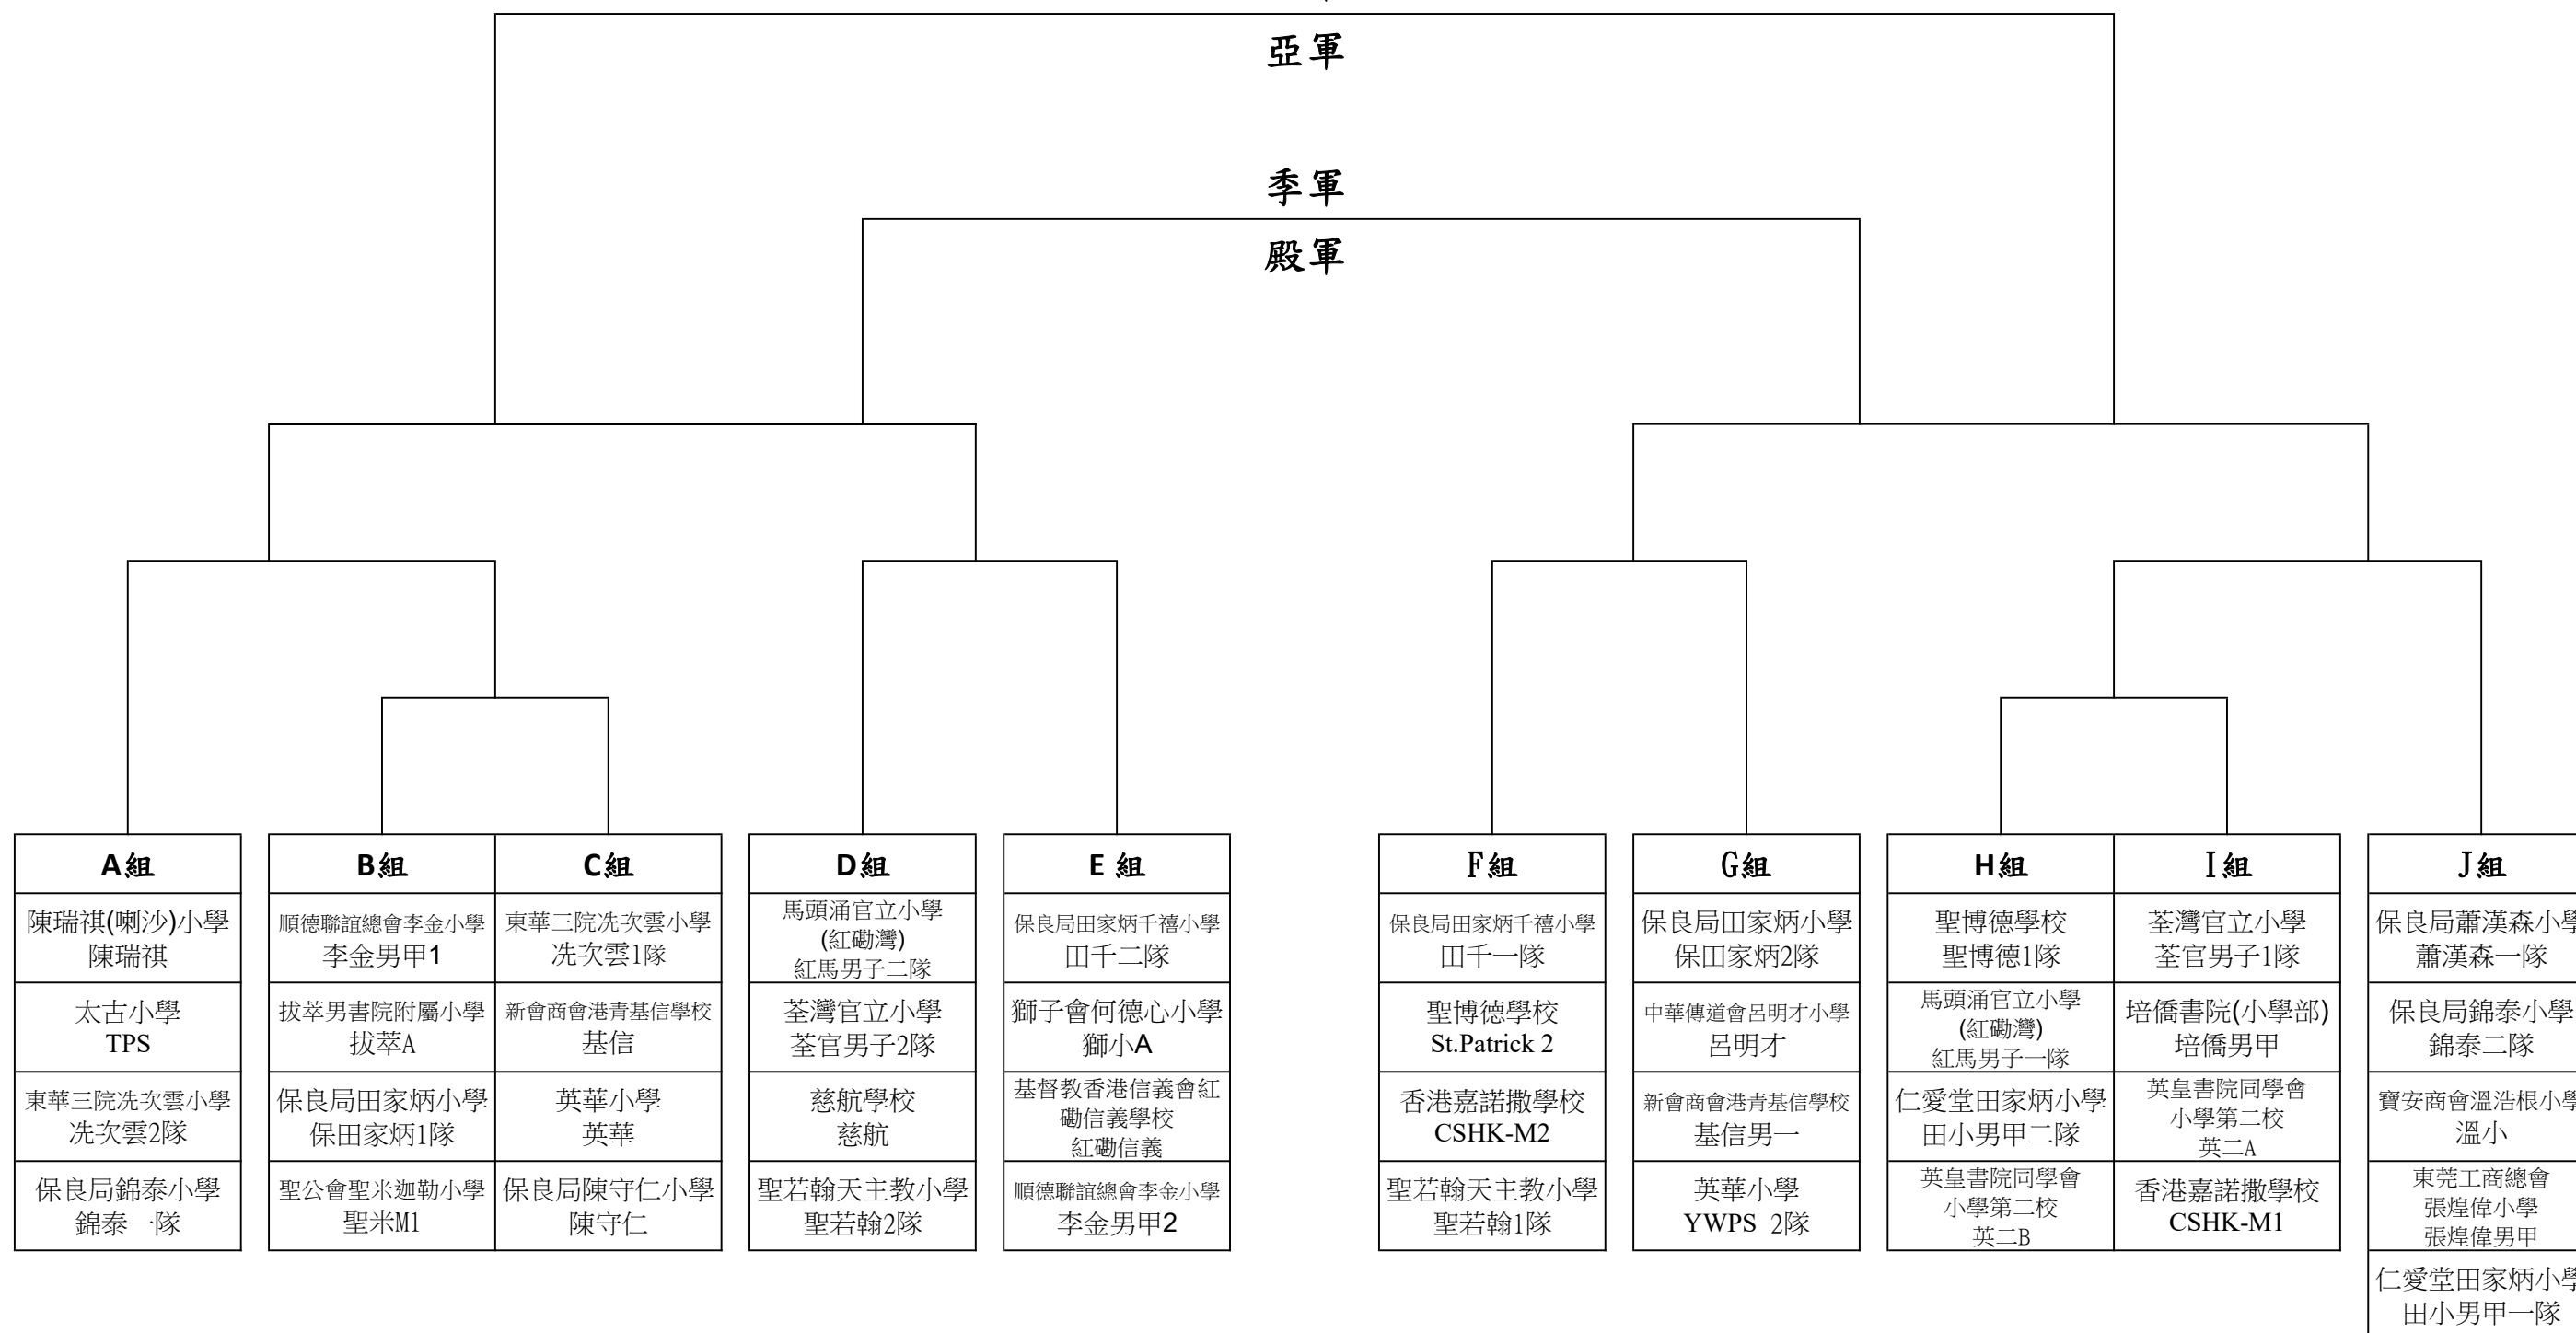 亞軍
季軍
殿軍
A組
陳瑞祺(喇沙)小學
陳瑞祺
太古小學
TPS
東華三院冼次雲小學
冼次雲2隊
保良局錦泰小學
錦泰一隊
B組
順德聯誼總會李金小學
李金男甲1
拔萃男書院附屬小學
拔萃A
保良局田家炳小學
保田家炳1隊
聖公會聖米迦勒小學
聖米M1
C組
東華三院冼次雲小學
冼次雲1隊
新會商會港青基信學校
基信
英華小學
英華
保良局陳守仁小學
陳守仁
D組
馬頭涌官立小學
(紅磡灣)
紅馬男子二隊
荃灣官立小學
荃官男子2隊
慈航學校
慈航
聖若翰天主教小學
聖若翰2隊
E 組
保良局田家炳千禧小學
田千二隊
獅子會何德心小學
獅小A
基督教香港信義會紅
磡信義學校
紅磡信義
順德聯誼總會李金小學
李金男甲2
F組
保良局田家炳千禧小學
田千一隊
聖博德學校
St.Patrick 2
香港嘉諾撒學校
CSHK-M2
聖若翰天主教小學
聖若翰1隊
G組
保良局田家炳小學
保田家炳2隊
中華傳道會呂明才小學
呂明才
新會商會港青基信學校
基信男一
英華小學
YWPS 2隊
H組
聖博德學校
聖博德1隊
馬頭涌官立小學
(紅磡灣)
紅馬男子一隊
仁愛堂田家炳小學
田小男甲二隊
英皇書院同學會
小學第二校
英二B
I組
荃灣官立小學
荃官男子1隊
培僑書院(小學部)
培僑男甲
英皇書院同學會
小學第二校
英二A
香港嘉諾撒學校
CSHK-M1
J組
保良局蕭漢森小學
蕭漢森一隊
保良局錦泰小學
錦泰二隊
寶安商會溫浩根小學
溫小
東莞工商總會
張煌偉小學
張煌偉男甲
仁愛堂田家炳小學
田小男甲一隊